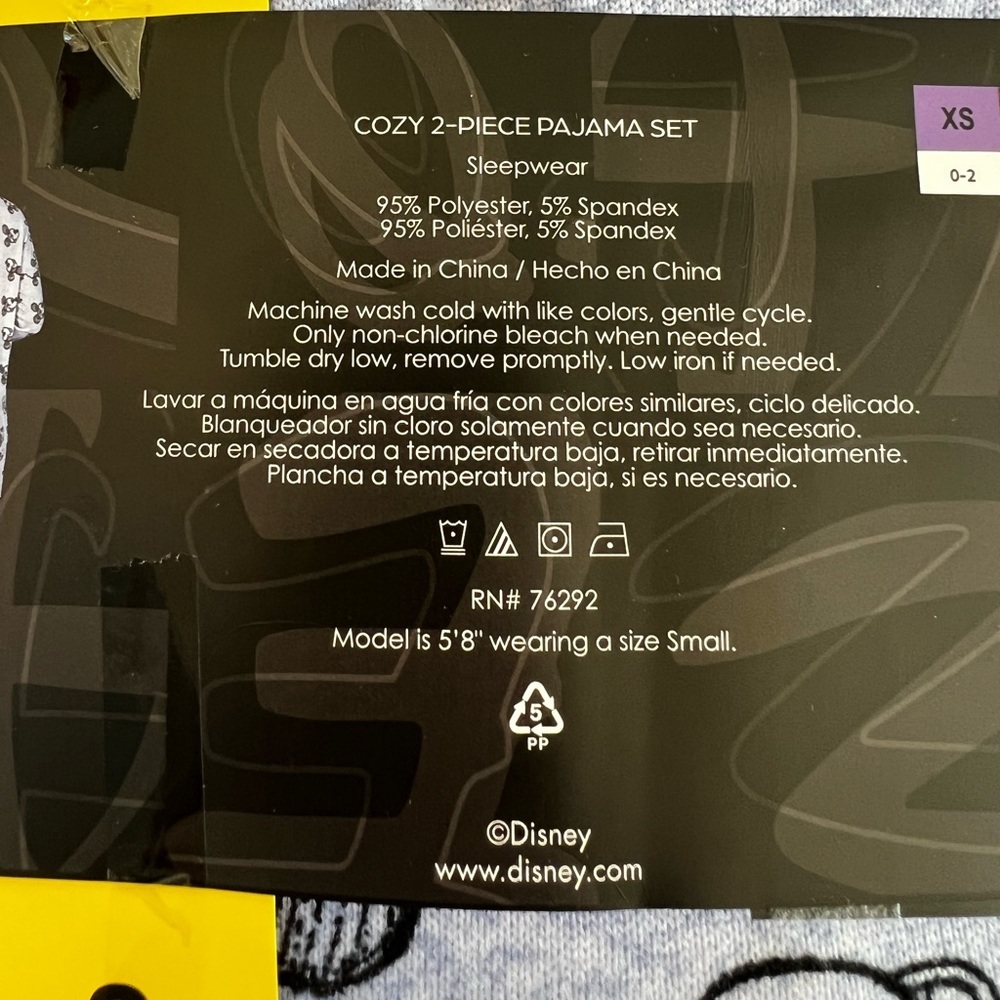 COZY 2-PIECE PAJAMA SET
XS
Sleepwear
0-2
95% Polyester, 5% Spandex
95% Poliéster, 5% Spandex
Made in China / Hecho en China
Machine wash cold with like colors, gentle cycle.
Only non-chlorine bleach when needed.
Tumble dry low, remove promptly. Low iron if needed.
Lavar a máquina en agua fría con colores similares, ciclo delicado.
Blanqueador sin cloro solamente cuando sea necesario.
Secar en secadora a temperatura baja, retirar inmediatamente.
Plancha a temperatura baja, si es necesario.
RN# 76292
Model is 5'8" wearing a size Small.
5
PP
©Disney
www.disney.com